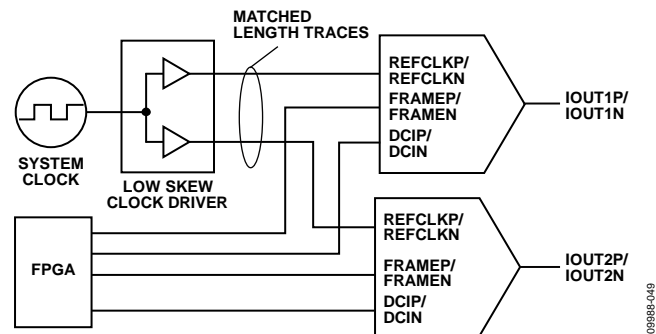 MATCHED
LENGTH TRACES
SYSTEM
CLOCK
LOW SKEW
CLOCK DRIVER
REFCLKP/
REFCLKN
FRAMEP/
FRAMEN
DCIP/
DCIN
IOUT1P/
IOUT1N
FPGA
REFCLKP/
REFCLKN
FRAMEP/
FRAMEN
DCIP/
DCIN
IOUT2P/
IOUT2N
09988-049